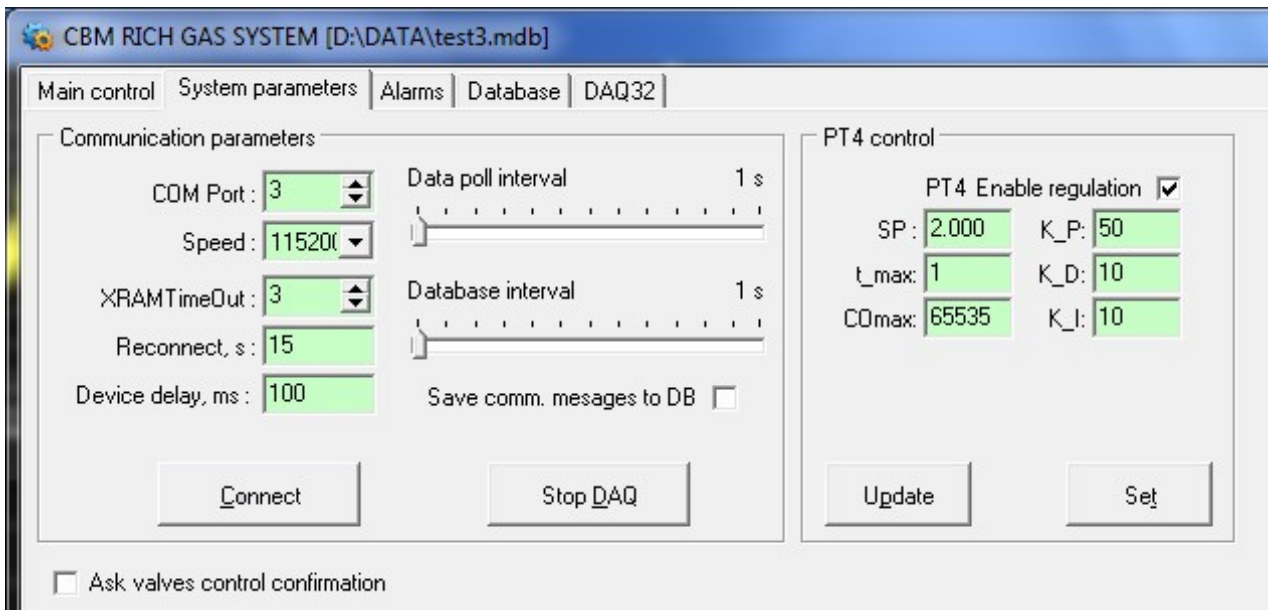 CBM RICH GAS SYSTEM [D:\DATA\test3.mdb]
Main control System parameters Alarms Database DAQ32
Communication parameters
COM Port : 3
Speed : 115200
XRAMTimeOut : 3
Reconnect, s : 15
Device delay, ms : 100
Data poll interval 1 s
Database interval 1 s
Save comm. mesages to DB
Connect
Stop DAQ
PT4 control
PT4 Enable regulation
SP : 2.000 K_P: 50
t_max: 1 K_D: 10
COmax: 65535 K_I: 10
Update
Set
Ask valves control confirmation